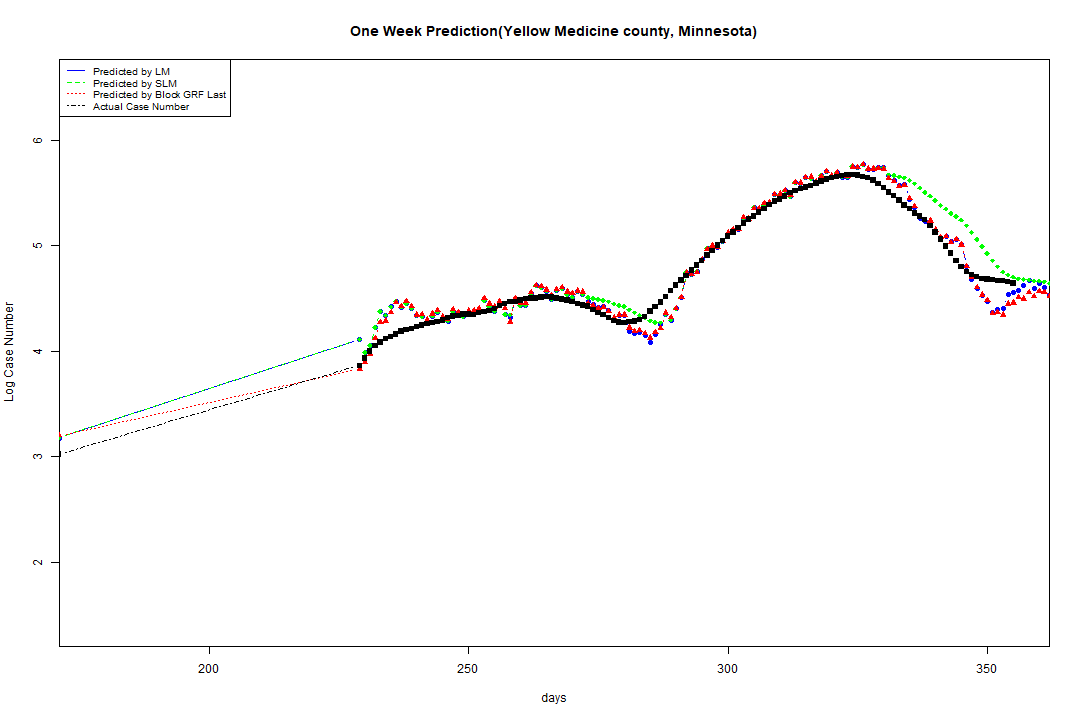 One Week Prediction(Yellow Medicine county, Minnesota)
Predicted by LM
Predicted by SLM
Predicted by Block GRF Last
Actual Case Number
6
5
4
3
2
Log Case Number
200
250
300
350
days